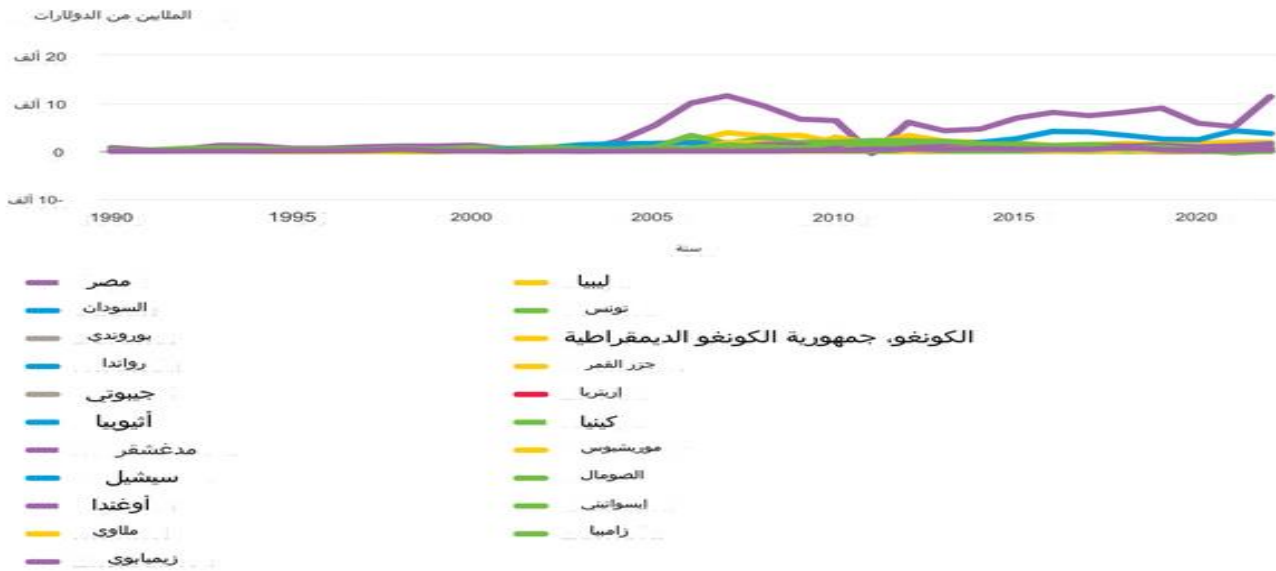 الملايين من الدولارات
20 ألف
10 ألف
0
-10 ألف
1990 1995 2000 2005 2010 2015 2020
سنة
مصر ليبيا
السودان تونس
بوروندي الكونغو، جمهورية الكونغو الديمقراطية
رواندا جزر القمر
جيبوتي إريتريا
أثيوبيا كينيا
مدغشقر موريشيوس
سيشيل الصومال
أوغندا إيسواتيني
ملاوي زامبيا
زيمبابوي